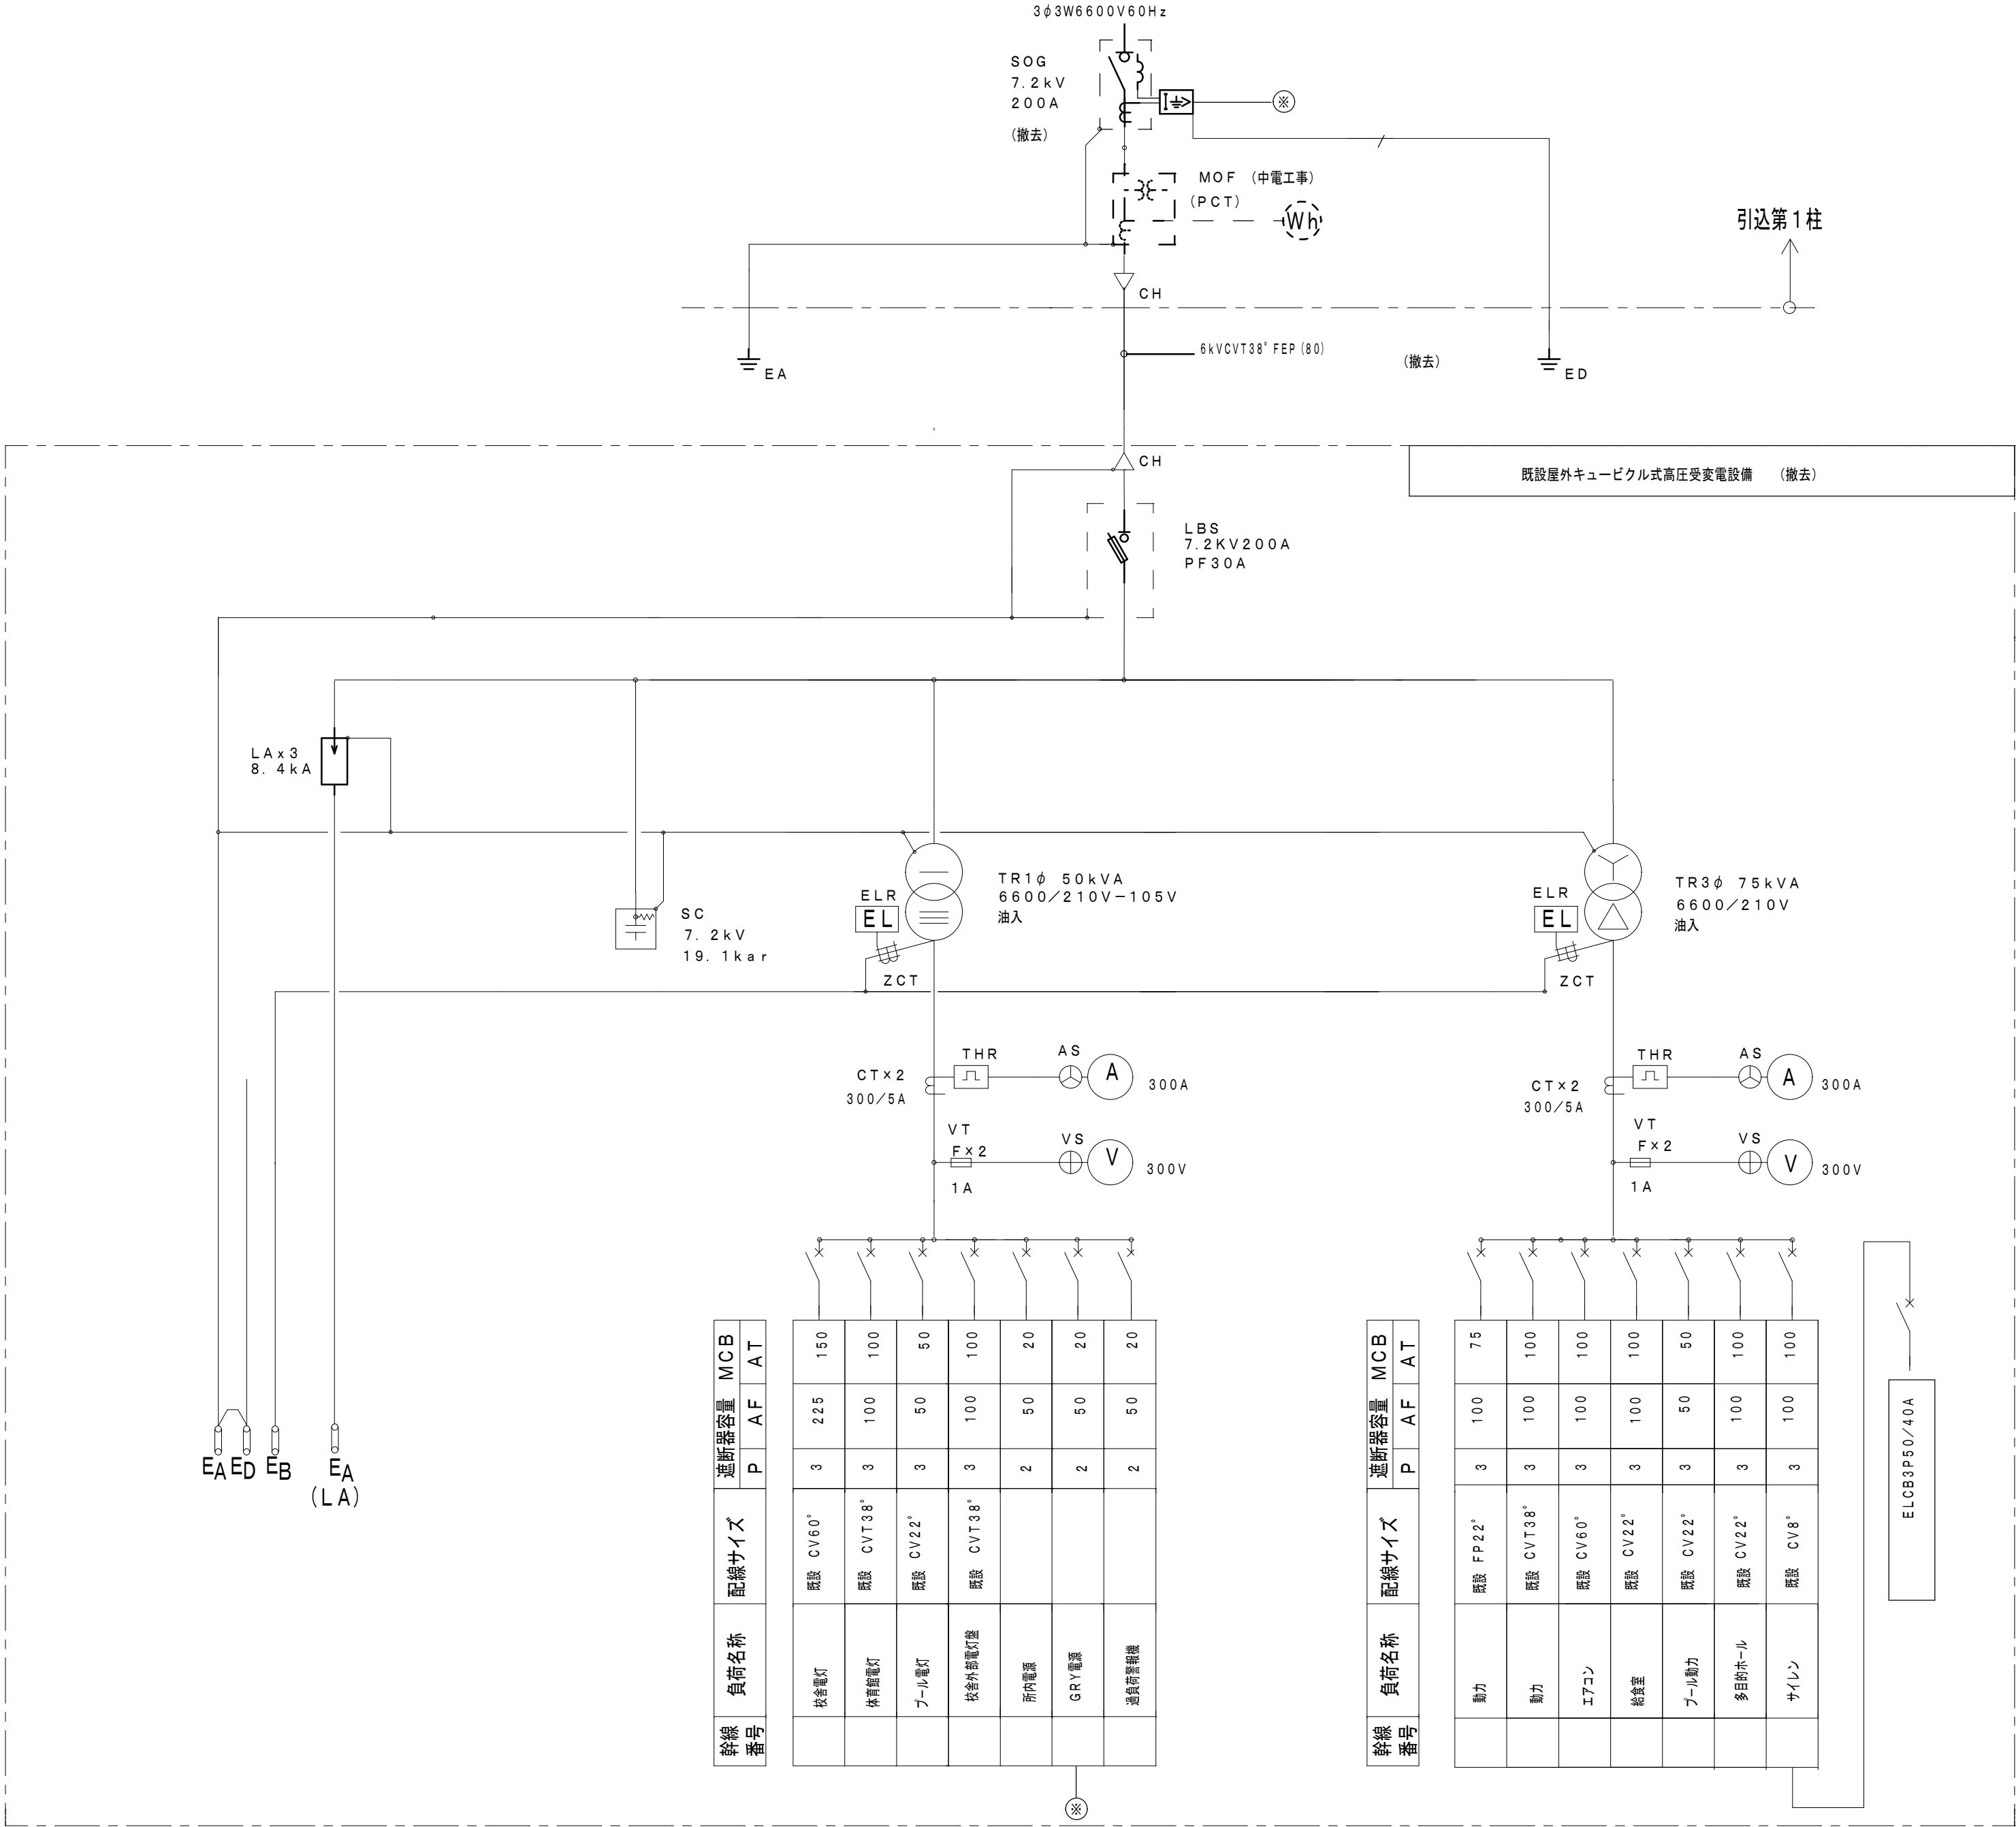 3φ3W6600V60Hz
SOG
7.2kV
200A
(撤去)
※
MOF (中電工事)
(PCT)
Wh
引込第1柱
CH
6kVCVT38° FEP(80)
(撤去)
EA
ED
CH
既設屋外キュービクル式高圧受変電設備 (撤去)
LBS
7.2KV200A
PF30A
LAx3
8.4kA
SC
7.2kV
19.1kar
ELR
EL
ZCT
TR1φ 50kVA
6600/210V-105V
油入
ELR
EL
ZCT
TR3φ 75kVA
6600/210V
油入
CT×2
300/5A
THR
AS
A
300A
VT
F×2
1A
VS
V
300V
CT×2
300/5A
THR
AS
A
300A
VT
F×2
1A
VS
V
300V
EA
ED
EB
EA
(LA)
遮断器容量 MCB
P AF AT
配線サイズ
負荷名称
幹線
番号
校舎電灯 既設 CV60° 3 225 150
体育館電灯 既設 CVT38° 3 100 100
プール電灯 既設 CV22° 3 50 50
校舎外部電灯盤 既設 CVT38° 3 100 100
所内電源 2 50 20
GRY電源 2 50 20
過負荷警報機 2 50 20
※
遮断器容量 MCB
P AF AT
配線サイズ
負荷名称
幹線
番号
動力 既設 FP22° 3 100 75
動力 既設 CVT38° 3 100 100
エアコン 既設 CV60° 3 100 100
給食室 既設 CV22° 3 100 100
プール動力 既設 CV22° 3 50 50
多目的ホール 既設 CV22° 3 100 100
サイレン 既設 CV8° 3 100 100
ELCB3P50/40A